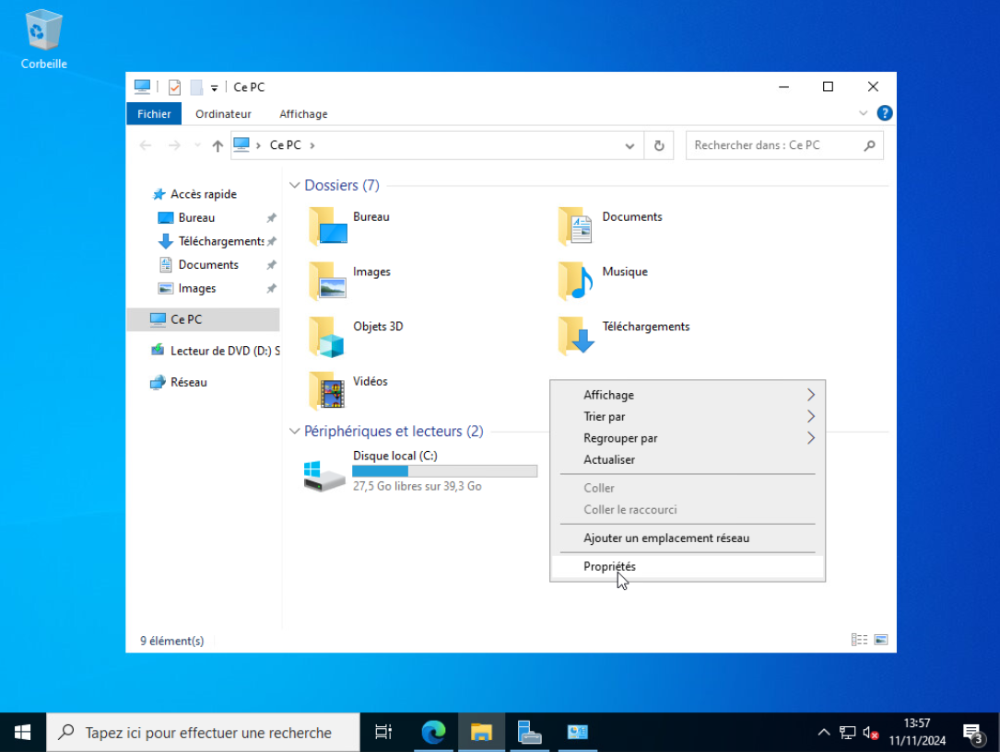 Corbeille
Ce PC
Fichier
Ordinateur
Affichage
?
Ce PC
Rechercher dans : Ce PC
Accès rapide
Bureau
Téléchargements
Documents
Images
Ce PC
Lecteur de DVD (D:) S
Réseau
Dossiers (7)
Bureau
Documents
Images
Musique
Objets 3D
Téléchargements
Vidéos
Périphériques et lecteurs (2)
Disque local (C:)
27,5 Go libres sur 39,3 Go
Affichage
Trier par
Regrouper par
Actualiser
Coller
Coller le raccourci
Ajouter un emplacement réseau
Propriétés
9 élément(s)
Tapez ici pour effectuer une recherche
13:57
11/11/2024
3